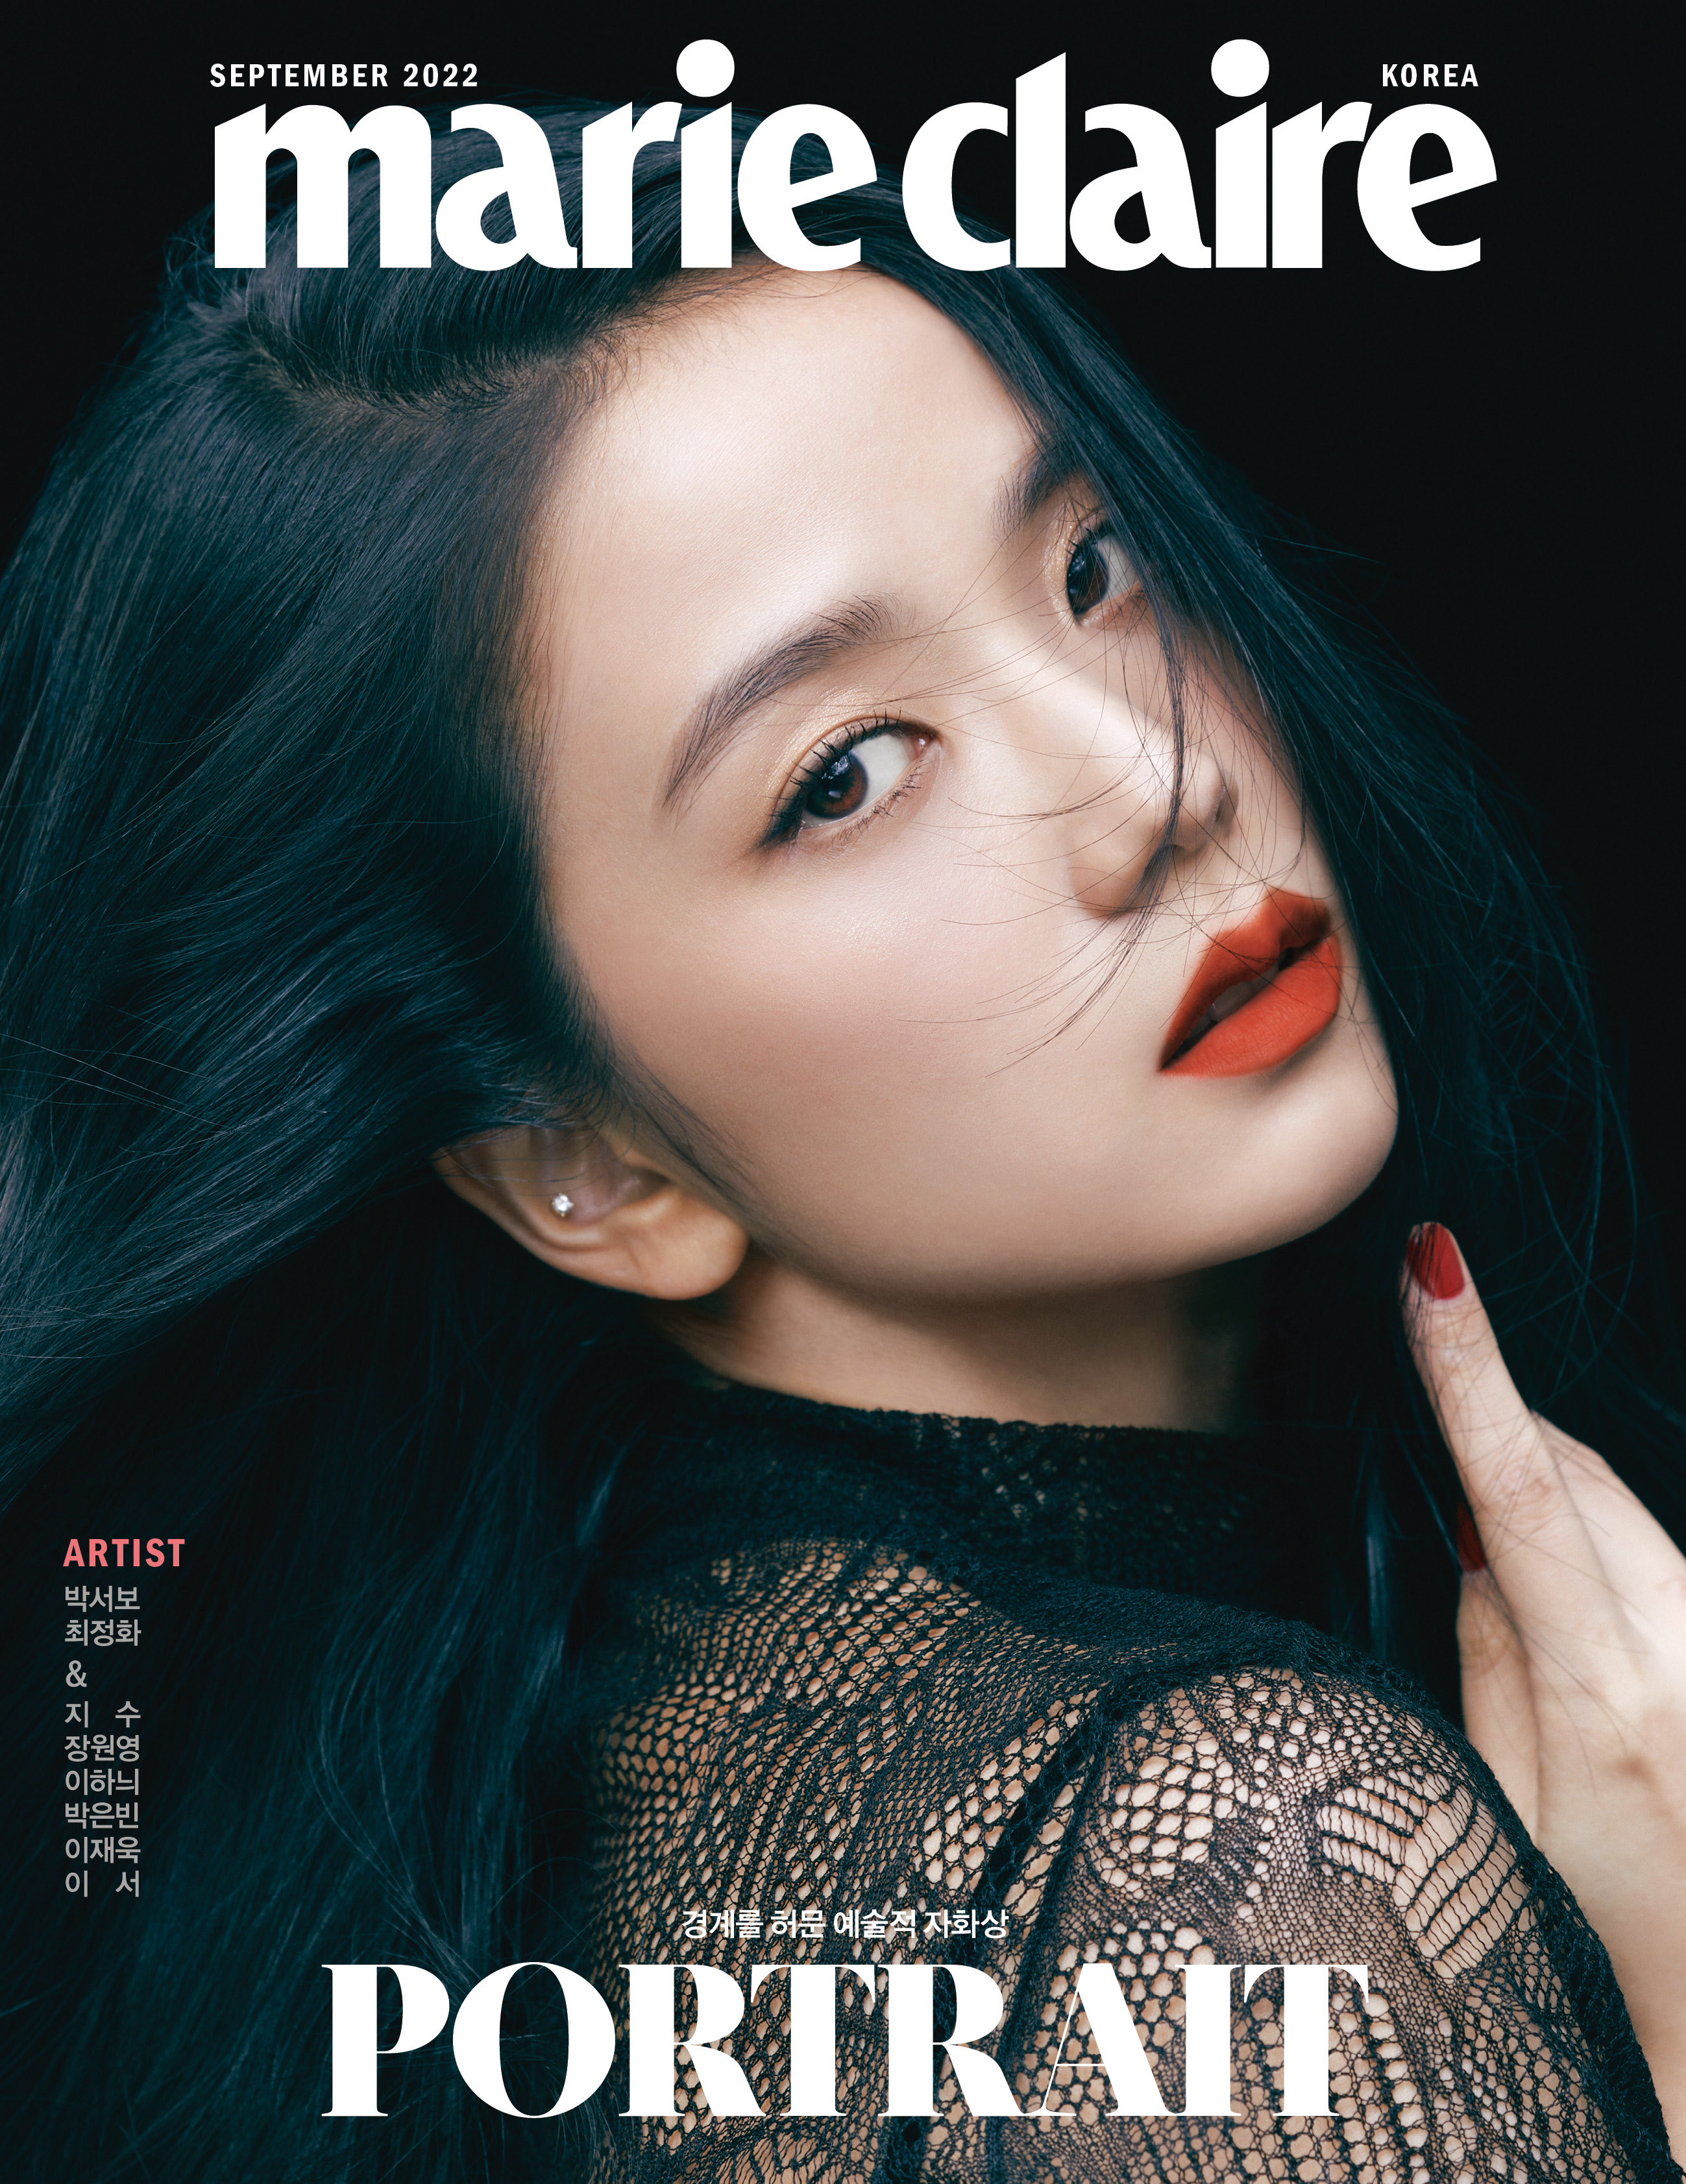 SEPTEMBER 2022
KOREA
marie claire
ARTIST
박서보
최정화
&
지 수
장원영
이하늬
박은빈
이재욱
이 서
경계를 허문 예술적 자화상
PORTRAIT